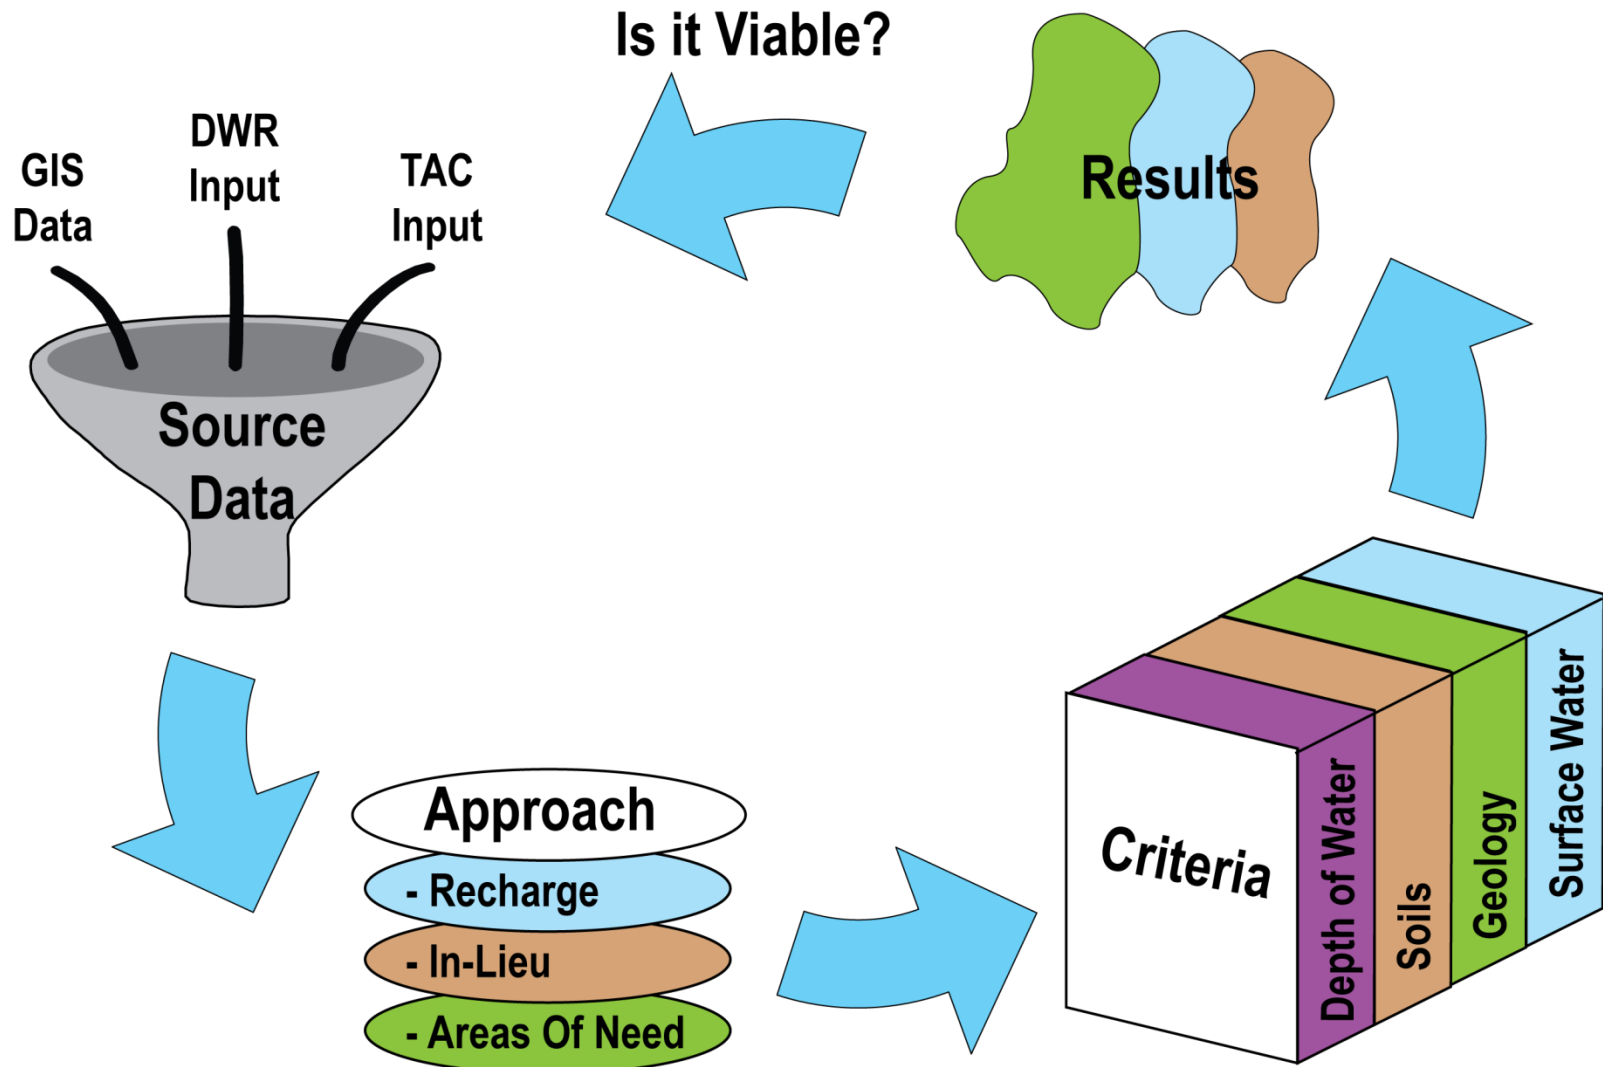 Is it Viable?
GIS
Data
DWR
Input
TAC
Input
Source
Data
Approach
- Recharge
- In-Lieu
- Areas Of Need
Criteria
Depth of Water
Soils
Geology
Surface Water
Results